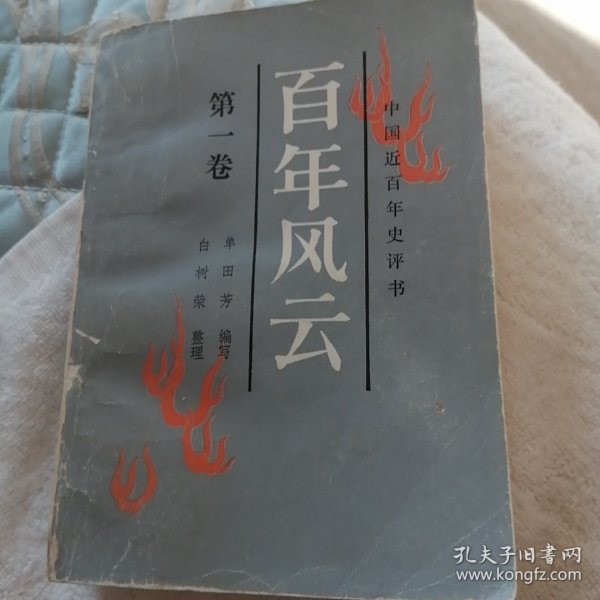 中国近百年史评书
百年风云
第一卷
单田芳 编写
白树荣 整理
孔夫子旧书网
www.kongfz.com